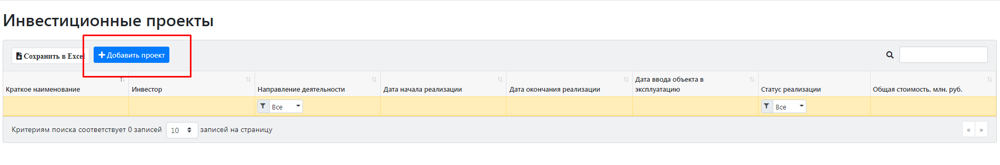 Инвестиционные проекты
Сохранить в Excel
Добавить проект
Краткое наименование
Инвестор
Направление деятельности
Дата начала реализации
Дата окончания реализации
Дата ввода объекта в
эксплуатацию
Статус реализации
Общая стоимость, млн. руб.
Все
Все
Критериям поиска соответствует 0 записей 10 записей на страницу
« »